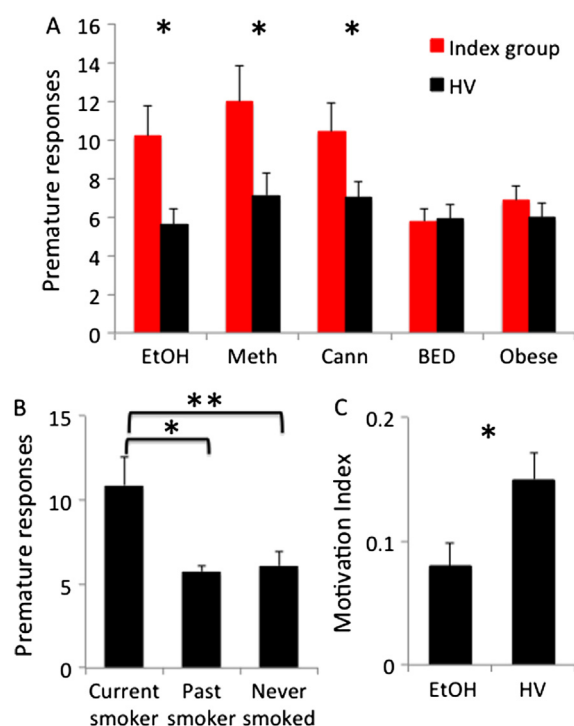 A
* * *
Index group
HV
Premature responses
16
14
12
10
8
6
4
2
0
EtOH Meth Cann BED Obese
B
**
*
Premature responses
15
10
5
0
Current Past Never
smoker smoker smoked
C
*
Motivation Index
0.2
0.1
0
EtOH HV